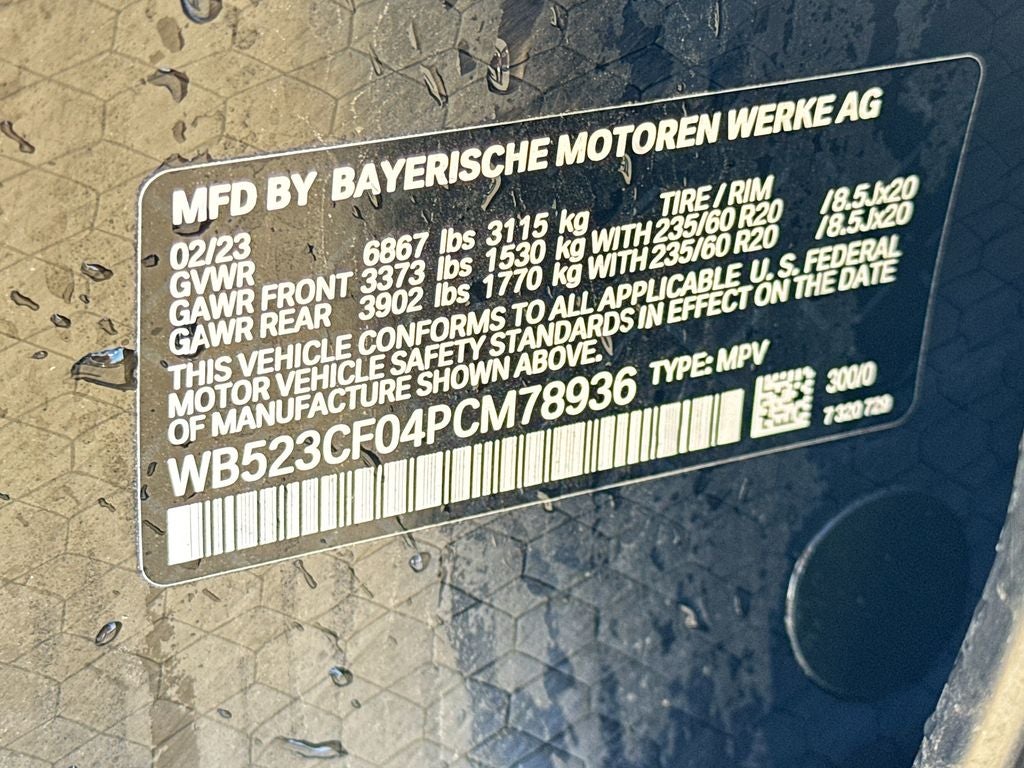 MFD BY BAYERISCHE MOTOREN WERKE AG
02/23 TIRE / RIM
GVWR 6867 lbs 3115 kg
GAWR FRONT 3373 lbs 1530 kg WITH 235/60 R20 /8.5Jx20
GAWR REAR 3902 lbs 1770 kg WITH 235/60 R20 /8.5Jx20
THIS VEHICLE CONFORMS TO ALL APPLICABLE U. S. FEDERAL
MOTOR VEHICLE SAFETY STANDARDS IN EFFECT ON THE DATE
OF MANUFACTURE SHOWN ABOVE.
WB523CF04PCM78936 TYPE: MPV
300/0
7 320 729